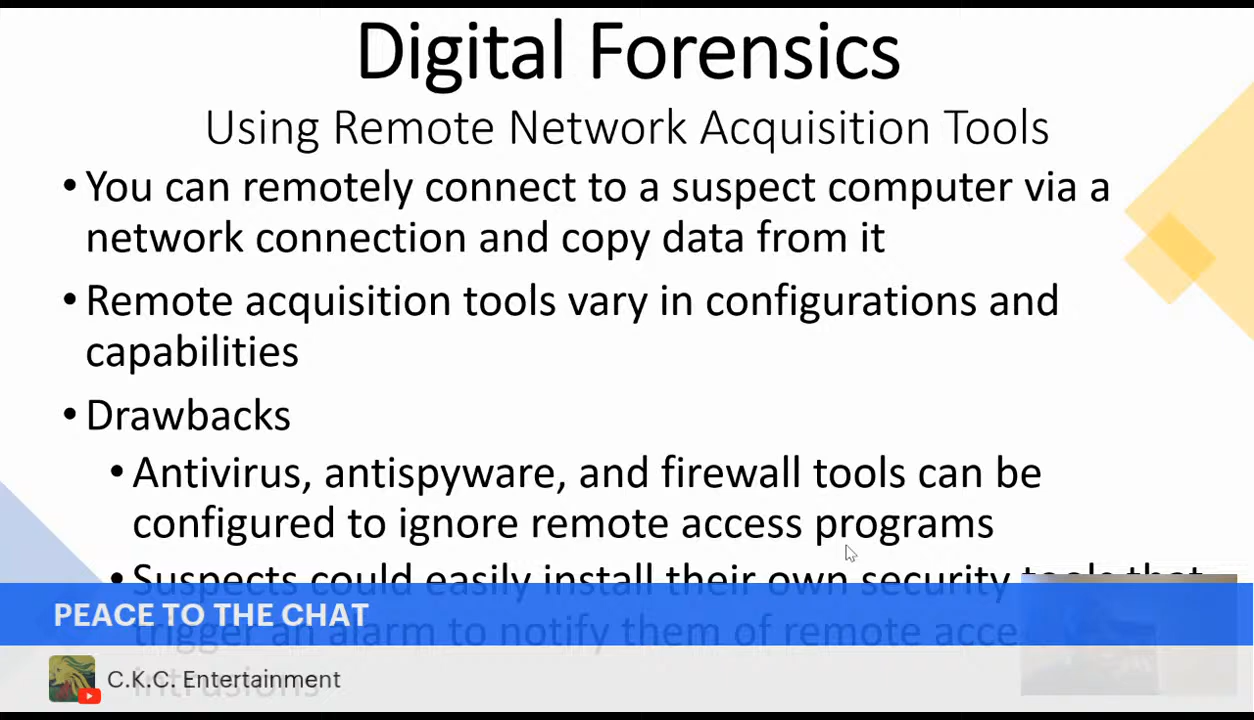 Digital Forensics
Using Remote Network Acquisition Tools
• You can remotely connect to a suspect computer via a
network connection and copy data from it
• Remote acquisition tools vary in configurations and
capabilities
• Drawbacks
• Antivirus, antispyware, and firewall tools can be
configured to ignore remote access programs
• Suspects could easily install their own security tools that
PEACE TO THE CHAT
trigger an alarm to notify them of remote acce
C.K.C. Entertainment
intrusions